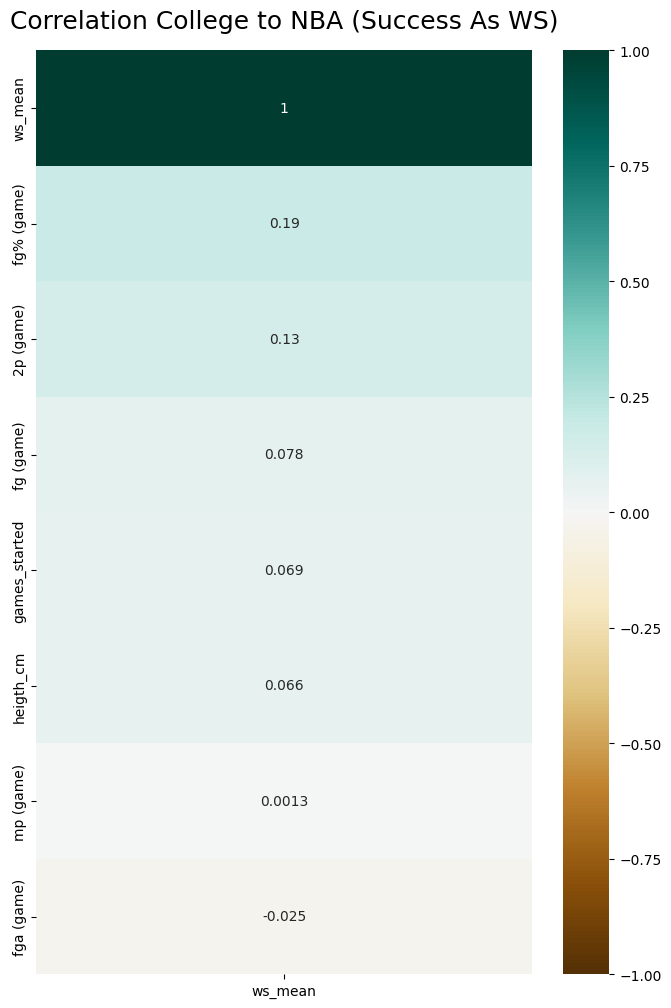 Correlation College to NBA (Success As WS)
ws_mean
1
fg% (game)
0.19
2p (game)
0.13
fg (game)
0.078
games_started
0.069
heigth_cm
0.066
mp (game)
0.0013
fga (game)
-0.025
ws_mean
1.00
0.75
0.50
0.25
0.00
−0.25
−0.50
−0.75
−1.00